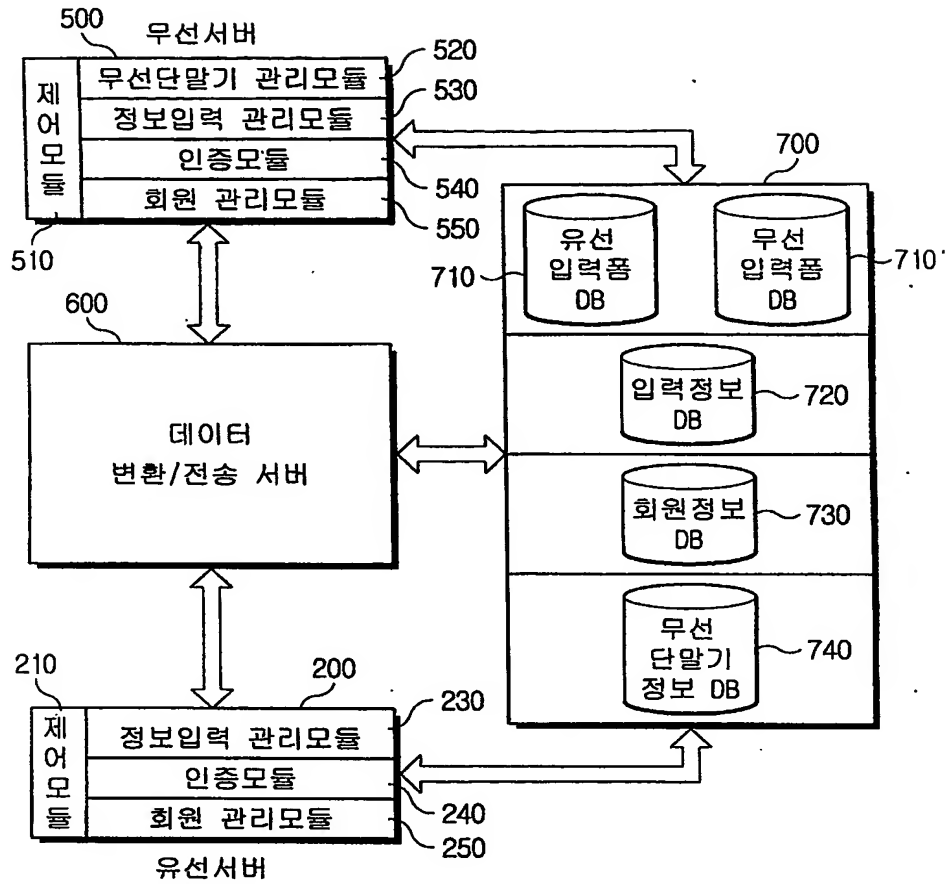 500
무선서버
제어모듈
무선단말기 관리모듈
520
정보입력 관리모듈
530
인증모듈
540
회원 관리모듈
550
510
700
유선
입력폼
DB
710
무선
입력폼
DB
710'
입력정보
DB
720
회원정보
DB
730
무선
단말기
정보 DB
740
600
데이터
변환/전송 서버
210
200
제어모듈
정보입력 관리모듈
230
인증모듈
240
회원 관리모듈
250
유선서버